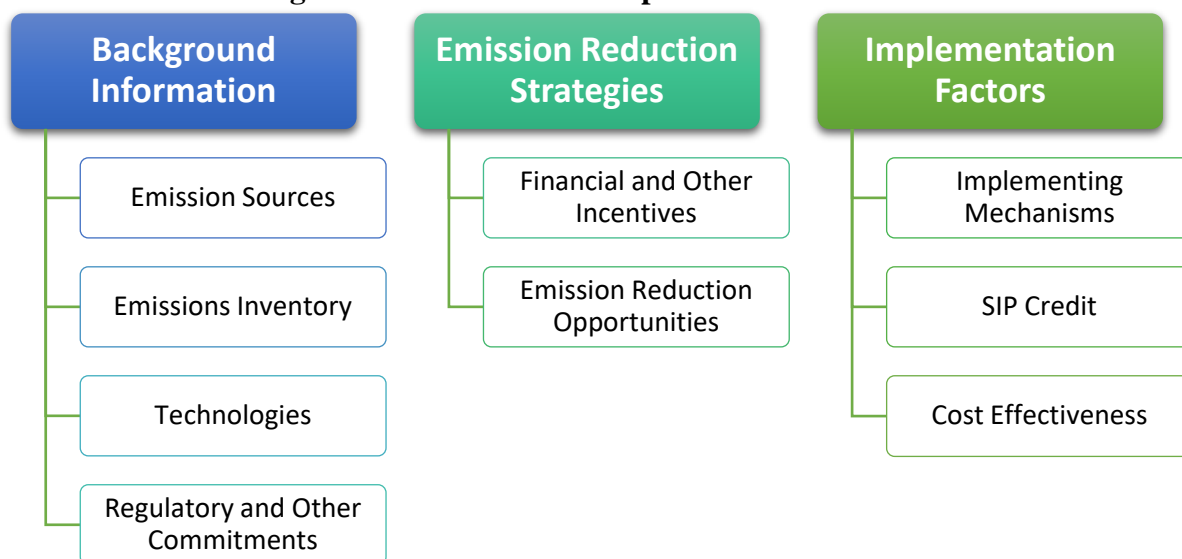 Background
Information
Emission Sources
Emissions Inventory
Technologies
Regulatory and Other
Commitments
Emission Reduction
Strategies
Financial and Other
Incentives
Emission Reduction
Opportunities
Implementation
Factors
Implementing
Mechanisms
SIP Credit
Cost Effectiveness